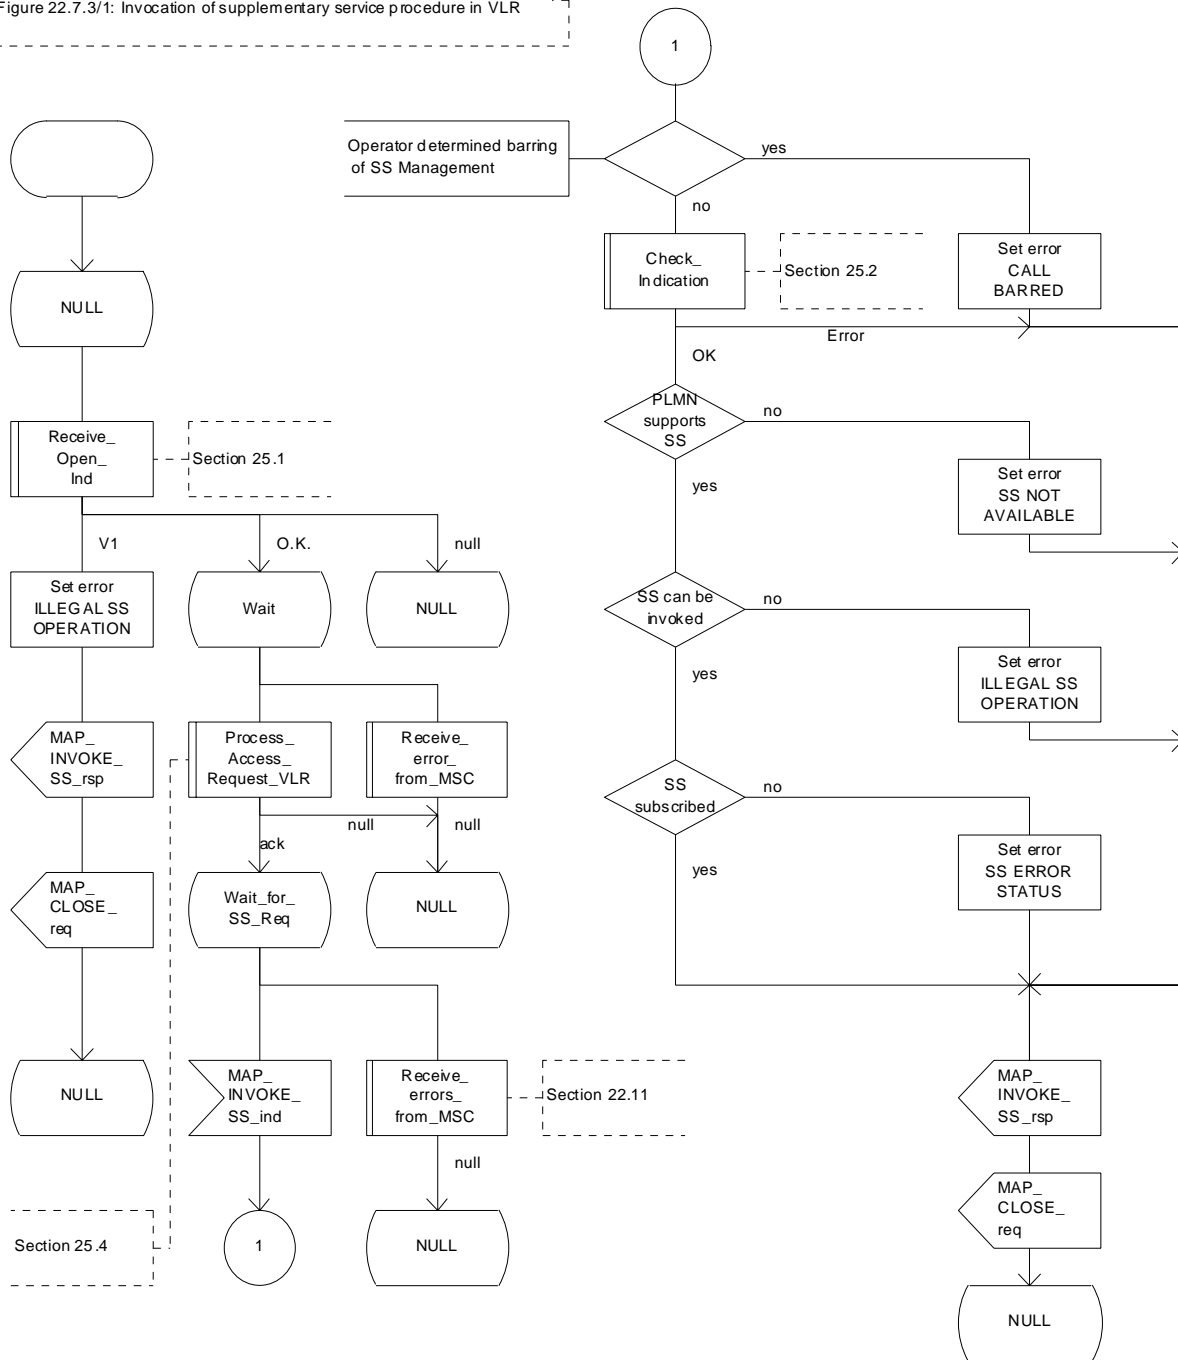 Figure 22.7.3/1: Invocation of supplementary service procedure in VLR
NULL
Receive_
Open_
Ind
Section 25.1
V1
O.K.
null
Set error
ILLEGAL SS
OPERATION
Wait
NULL
MAP_
INVOKE_
SS_rsp
Process_
Access_
Request_VLR
Receive_
error_
from_MSC
null
null
ack
MAP_
CLOSE_
req
Wait_for_
SS_Req
NULL
NULL
MAP_
INVOKE_
SS_ind
Receive_
errors_
from_MSC
Section 22.11
null
Section 25.4
1
NULL
1
Operator determined barring
of SS Management
yes
no
Check_
Indication
Section 25.2
Set error
CALL
BARRED
Error
OK
PLMN
supports
SS
no
yes
Set error
SS NOT
AVAILABLE
SS can be
invoked
no
yes
Set error
ILLEGAL SS
OPERATION
SS
subscribed
no
yes
Set error
SS ERROR
STATUS
MAP_
INVOKE_
SS_rsp
MAP_
CLOSE_
req
NULL